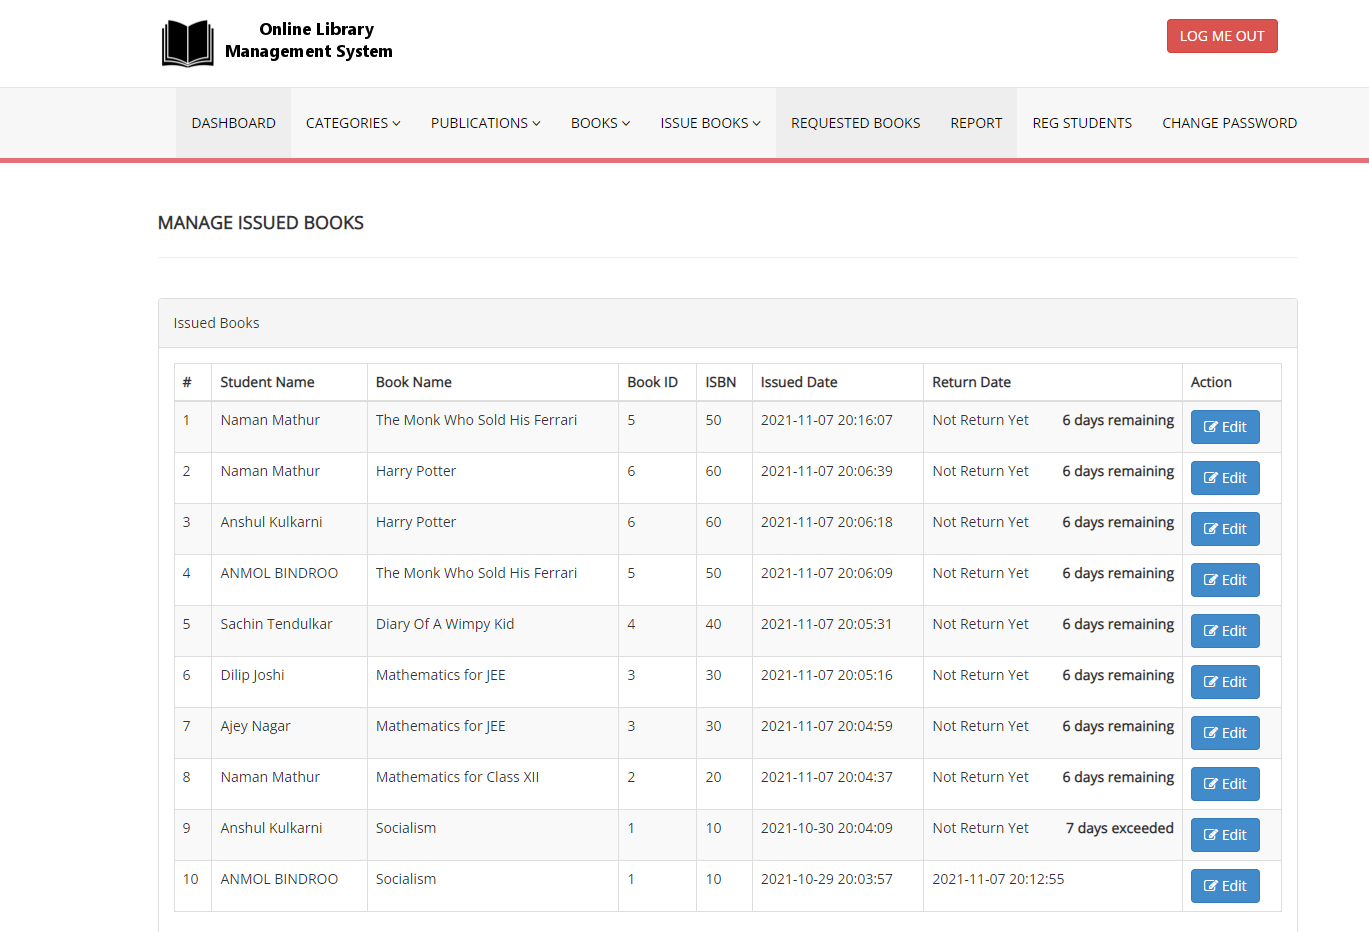 Online Library
Management System
LOG ME OUT
DASHBOARD CATEGORIES PUBLICATIONS BOOKS ISSUE BOOKS REQUESTED BOOKS REPORT REG STUDENTS CHANGE PASSWORD
MANAGE ISSUED BOOKS
Issued Books
# Student Name Book Name Book ID ISBN Issued Date Return Date Action
1 Naman Mathur The Monk Who Sold His Ferrari 5 50 2021-11-07 20:16:07 Not Return Yet 6 days remaining Edit
2 Naman Mathur Harry Potter 6 60 2021-11-07 20:06:39 Not Return Yet 6 days remaining Edit
3 Anshul Kulkarni Harry Potter 6 60 2021-11-07 20:06:18 Not Return Yet 6 days remaining Edit
4 ANMOL BINDROO The Monk Who Sold His Ferrari 5 50 2021-11-07 20:06:09 Not Return Yet 6 days remaining Edit
5 Sachin Tendulkar Diary Of A Wimpy Kid 4 40 2021-11-07 20:05:31 Not Return Yet 6 days remaining Edit
6 Dilip Joshi Mathematics for JEE 3 30 2021-11-07 20:05:16 Not Return Yet 6 days remaining Edit
7 Ajey Nagar Mathematics for JEE 3 30 2021-11-07 20:04:59 Not Return Yet 6 days remaining Edit
8 Naman Mathur Mathematics for Class XII 2 20 2021-11-07 20:04:37 Not Return Yet 6 days remaining Edit
9 Anshul Kulkarni Socialism 1 10 2021-10-30 20:04:09 Not Return Yet 7 days exceeded Edit
10 ANMOL BINDROO Socialism 1 10 2021-10-29 20:03:57 2021-11-07 20:12:55 Edit